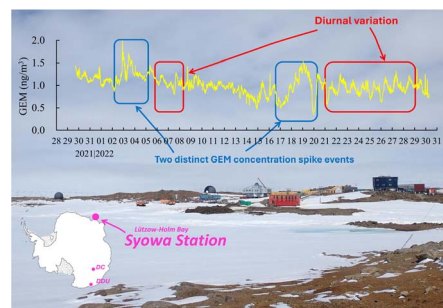 Diurnal variation
2.0
1.5
1.0
0.5
0.0
GEM (ng/m³)
28 29 30 31 01 02 03 04 05 06 07 08 09 10 11 12 13 14 15 16 17 18 19 20 21 22 23 24 25 26 27 28 29 30 31
2021|2022
Two distinct GEM concentration spike events
Lützow-Holm Bay
Syowa Station
DC
DDU